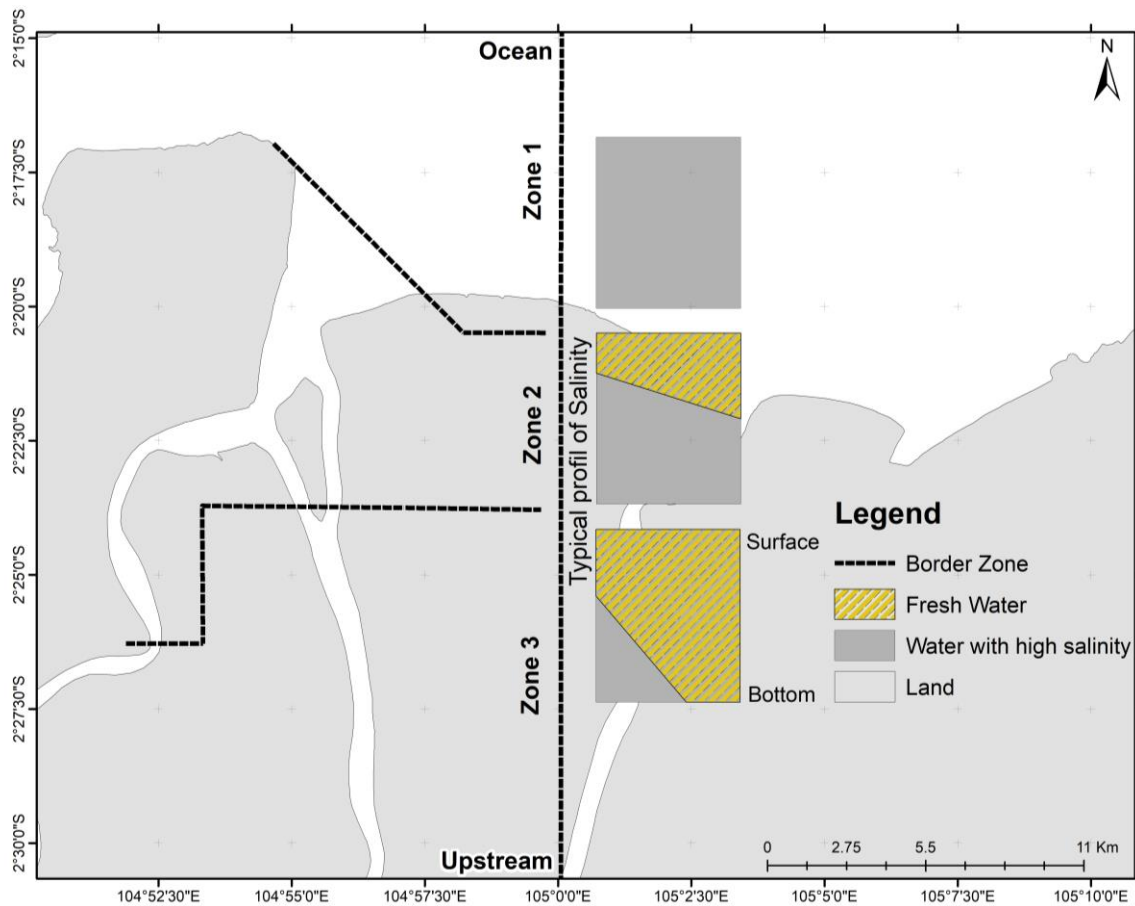 Ocean
N
Zone 1
Zone 2
Zone 3
Upstream
Typical profil of Salinity
Surface
Bottom
Legend
Border Zone
Fresh Water
Water with high salinity
Land
0 2.75 5.5 11 Km
2°15'0"S
2°17'30"S
2°20'0"S
2°22'30"S
2°25'0"S
2°27'30"S
2°30'0"S
104°52'30"E 104°55'0"E 104°57'30"E 105°0'0"E 105°2'30"E 105°5'0"E 105°7'30"E 105°10'0"E